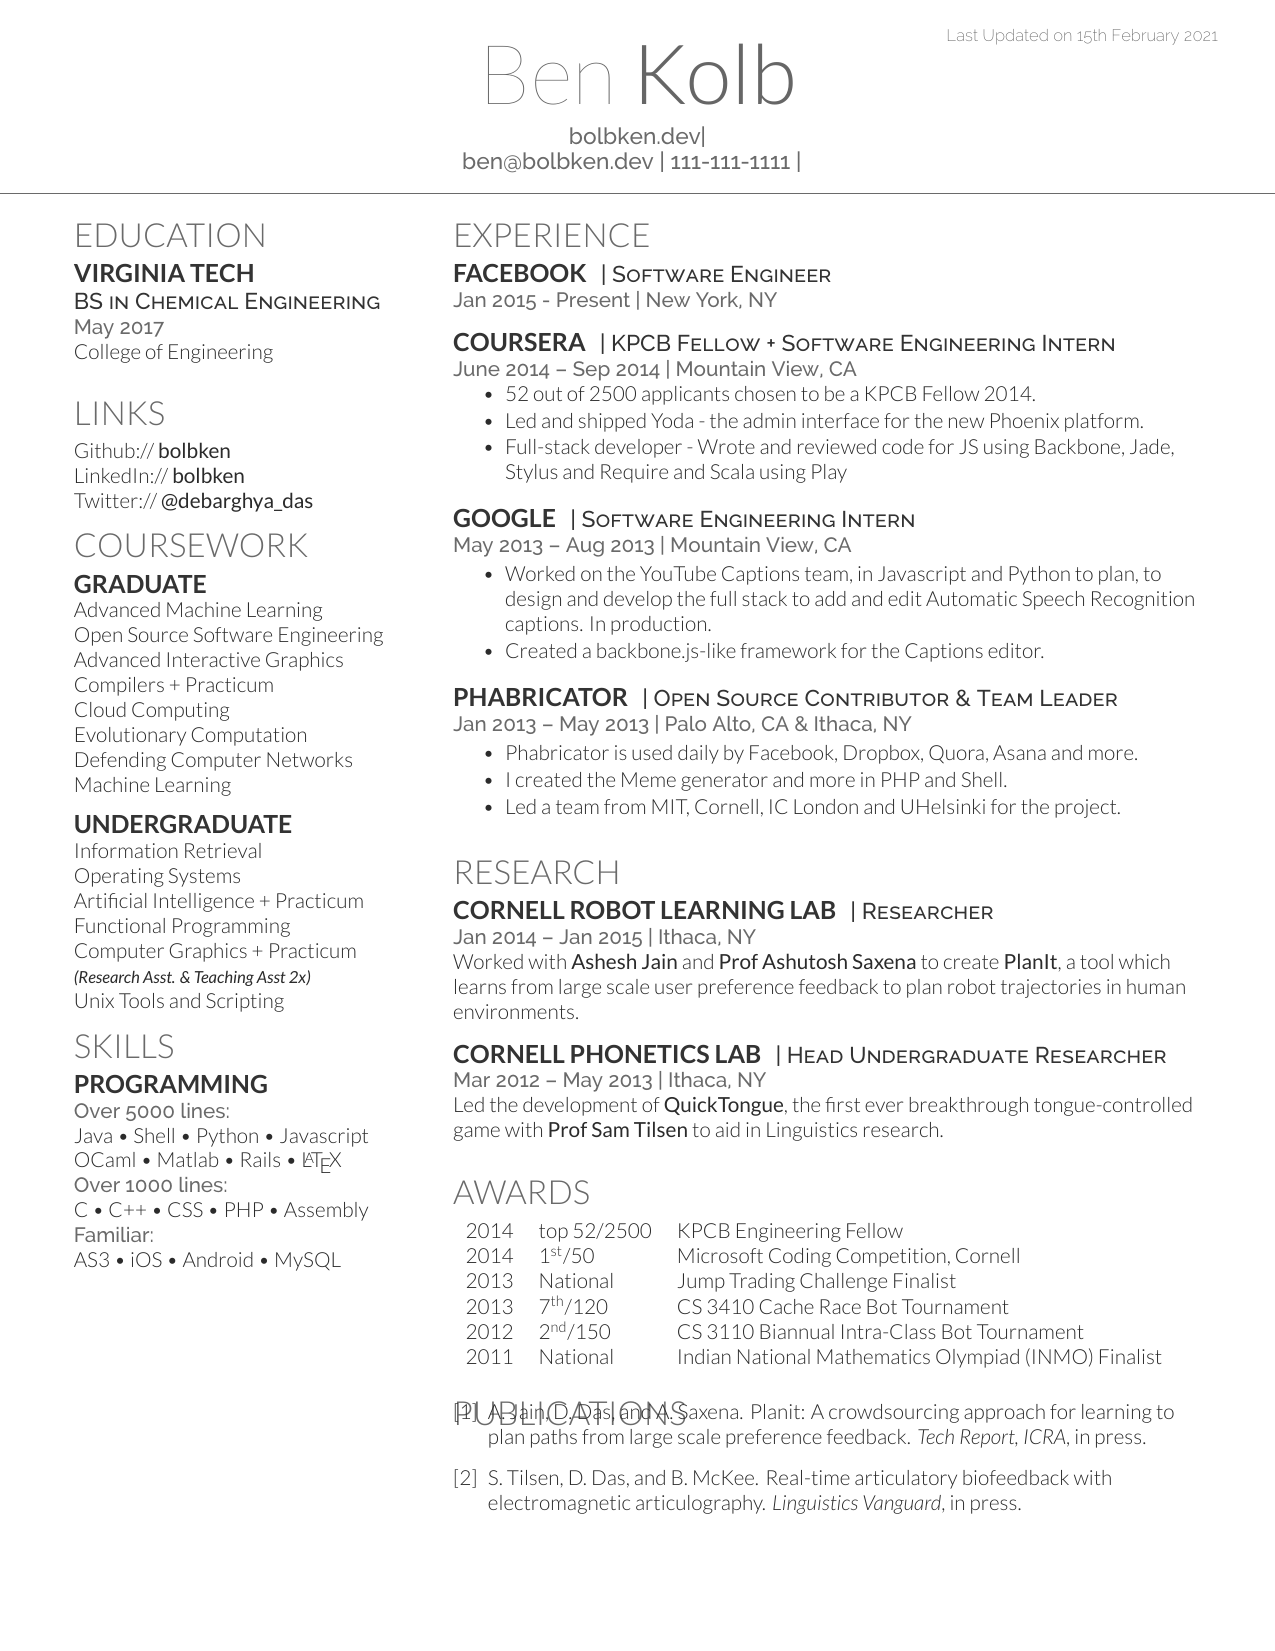 Last Updated on 15th February 2021
Ben Kolb
bolbken.dev|
ben@bolbken.dev | 111-111-1111 |
EDUCATION
VIRGINIA TECH
BS in Chemical Engineering
May 2017
College of Engineering
LINKS
Github:// bolbken
LinkedIn:// bolbken
Twitter:// @debarghya_das
COURSEWORK
GRADUATE
Advanced Machine Learning
Open Source Software Engineering
Advanced Interactive Graphics
Compilers + Practicum
Cloud Computing
Evolutionary Computation
Defending Computer Networks
Machine Learning
UNDERGRADUATE
Information Retrieval
Operating Systems
Artificial Intelligence + Practicum
Functional Programming
Computer Graphics + Practicum
(Research Asst. & Teaching Asst 2x)
Unix Tools and Scripting
SKILLS
PROGRAMMING
Over 5000 lines:
Java • Shell • Python • Javascript
OCaml • Matlab • Rails • LATEX
Over 1000 lines:
C • C++ • CSS • PHP • Assembly
Familiar:
AS3 • iOS • Android • MySQL
EXPERIENCE
FACEBOOK | Software Engineer
Jan 2015 - Present | New York, NY
COURSERA | KPCB Fellow + Software Engineering Intern
June 2014 – Sep 2014 | Mountain View, CA
• 52 out of 2500 applicants chosen to be a KPCB Fellow 2014.
• Led and shipped Yoda - the admin interface for the new Phoenix platform.
• Full-stack developer - Wrote and reviewed code for JS using Backbone, Jade,
Stylus and Require and Scala using Play
GOOGLE | Software Engineering Intern
May 2013 – Aug 2013 | Mountain View, CA
• Worked on the YouTube Captions team, in Javascript and Python to plan, to
design and develop the full stack to add and edit Automatic Speech Recognition
captions. In production.
• Created a backbone.js-like framework for the Captions editor.
PHABRICATOR | Open Source Contributor & Team Leader
Jan 2013 – May 2013 | Palo Alto, CA & Ithaca, NY
• Phabricator is used daily by Facebook, Dropbox, Quora, Asana and more.
• I created the Meme generator and more in PHP and Shell.
• Led a team from MIT, Cornell, IC London and UHelsinki for the project.
RESEARCH
CORNELL ROBOT LEARNING LAB | Researcher
Jan 2014 – Jan 2015 | Ithaca, NY
Worked with Ashesh Jain and Prof Ashutosh Saxena to create PlanIt, a tool which
learns from large scale user preference feedback to plan robot trajectories in human
environments.
CORNELL PHONETICS LAB | Head Undergraduate Researcher
Mar 2012 – May 2013 | Ithaca, NY
Led the development of QuickTongue, the first ever breakthrough tongue-controlled
game with Prof Sam Tilsen to aid in Linguistics research.
AWARDS
2014 top 52/2500 KPCB Engineering Fellow
2014 1st/50 Microsoft Coding Competition, Cornell
2013 National Jump Trading Challenge Finalist
2013 7th/120 CS 3410 Cache Race Bot Tournament
2012 2nd/150 CS 3110 Biannual Intra-Class Bot Tournament
2011 National Indian National Mathematics Olympiad (INMO) Finalist
PUBLICATIONS
[1] A. Jain, D. Das, and A. Saxena. Planit: A crowdsourcing approach for learning to
plan paths from large scale preference feedback. Tech Report, ICRA, in press.
[2] S. Tilsen, D. Das, and B. McKee. Real-time articulatory biofeedback with
electromagnetic articulography. Linguistics Vanguard, in press.